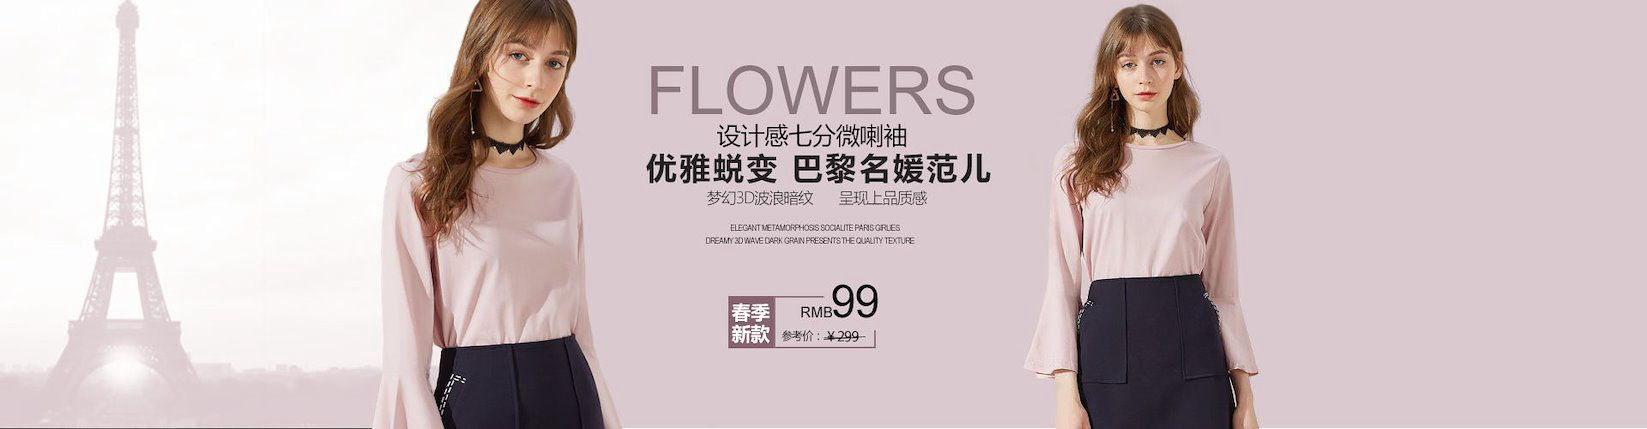 FLOWERS
设计感七分微喇袖
优雅蜕变 巴黎名媛范儿
梦幻3D波浪暗纹 呈现上品质感
ELEGANT METAMORPHOSIS SOCIALITE PARIS GIRLIES
DREAMY 3D WAVE DARK GRAIN PRESENTS THE QUALITY TEXTURE
春季
新款
RMB99
参考价：¥299